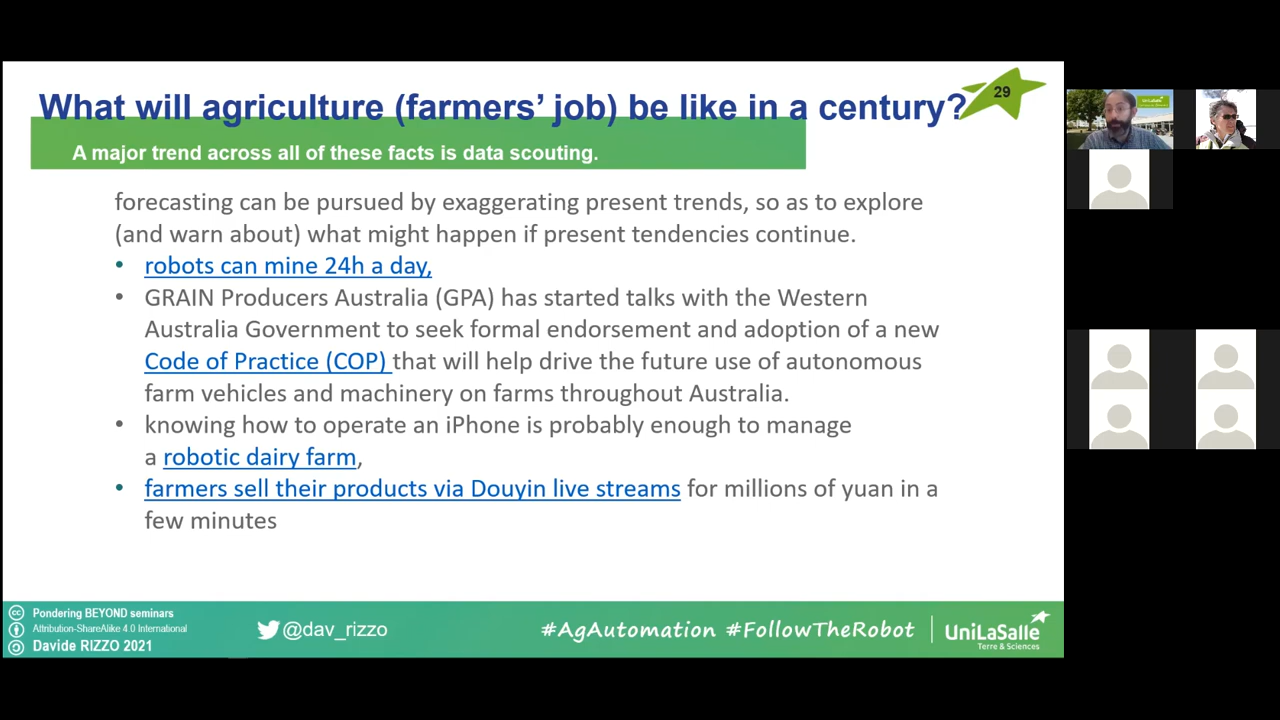 What will agriculture (farmers’ job) be like in a century?
29
A major trend across all of these facts is data scouting.
forecasting can be pursued by exaggerating present trends, so as to explore
(and warn about) what might happen if present tendencies continue.
• robots can mine 24h a day,
• GRAIN Producers Australia (GPA) has started talks with the Western
Australia Government to seek formal endorsement and adoption of a new
Code of Practice (COP) that will help drive the future use of autonomous
farm vehicles and machinery on farms throughout Australia.
• knowing how to operate an iPhone is probably enough to manage
a robotic dairy farm,
• farmers sell their products via Douyin live streams for millions of yuan in a
few minutes
cc Pondering BEYOND seminars
Attribution-ShareAlike 4.0 International
Davide RIZZO 2021
@dav_rizzo
#AgAutomation #FollowTheRobot
UniLaSalle
Terre & Sciences
UniLaSalle